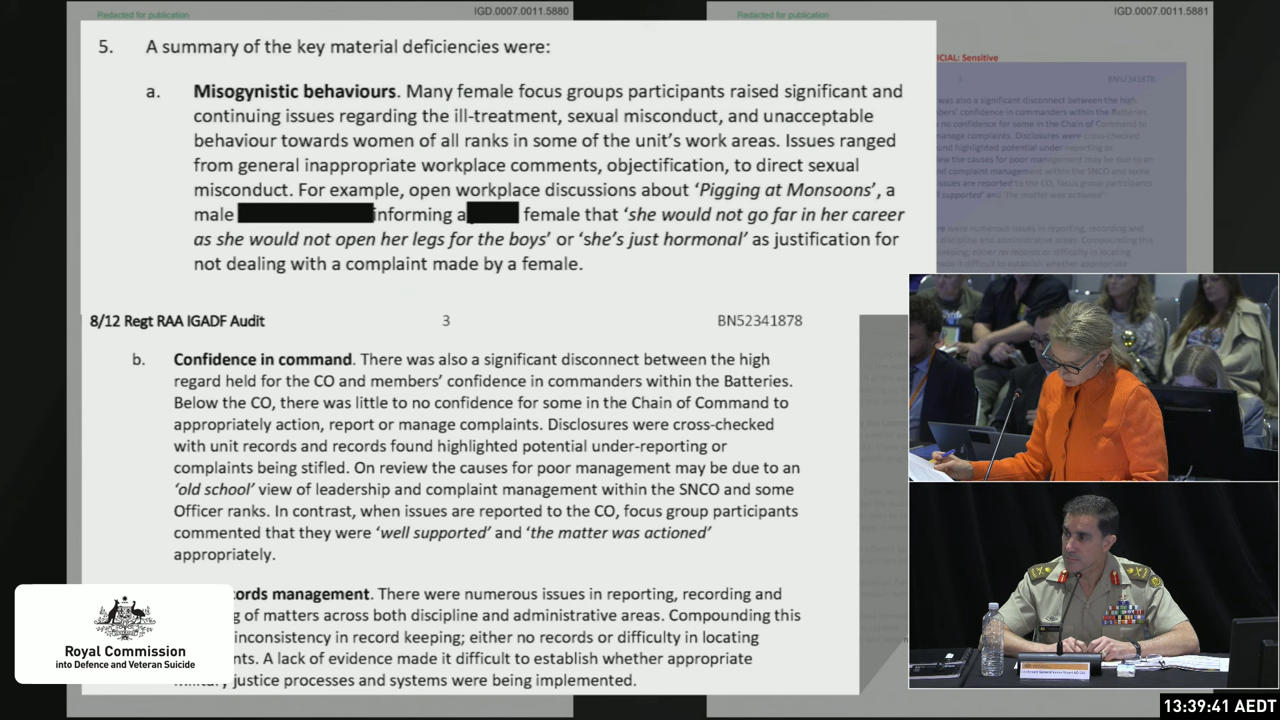 Redacted for publication
IGD.0007.0011.5880
Redacted for publication
IGD.0007.0011.5881
5. A summary of the key material deficiencies were:
a. Misogynistic behaviours. Many female focus groups participants raised significant and
continuing issues regarding the ill-treatment, sexual misconduct, and unacceptable
behaviour towards women of all ranks in some of the unit's work areas. Issues ranged
from general inappropriate workplace comments, objectification, to direct sexual
misconduct. For example, open workplace discussions about 'Pigging at Monsoons', a
male informing a female that 'she would not go far in her career
as she would not open her legs for the boys' or 'she's just hormonal' as justification for
not dealing with a complaint made by a female.
8/12 Regt RAA IGADF Audit 3 BN52341878
b. Confidence in command. There was also a significant disconnect between the high
regard held for the CO and members' confidence in commanders within the Batteries.
Below the CO, there was little to no confidence for some in the Chain of Command to
appropriately action, report or manage complaints. Disclosures were cross-checked
with unit records and records found highlighted potential under-reporting or
complaints being stifled. On review the causes for poor management may be due to an
'old school' view of leadership and complaint management within the SNCO and some
Officer ranks. In contrast, when issues are reported to the CO, focus group participants
commented that they were 'well supported' and 'the matter was actioned'
appropriately.
ords management. There were numerous issues in reporting, recording and
g of matters across both discipline and administrative areas. Compounding this
inconsistency in record keeping; either no records or difficulty in locating
nts. A lack of evidence made it difficult to establish whether appropriate
justice processes and systems were being implemented.
ICIAL: Sensitive
Royal Commission
into Defence and Veteran Suicide
13:39:41 AEDT